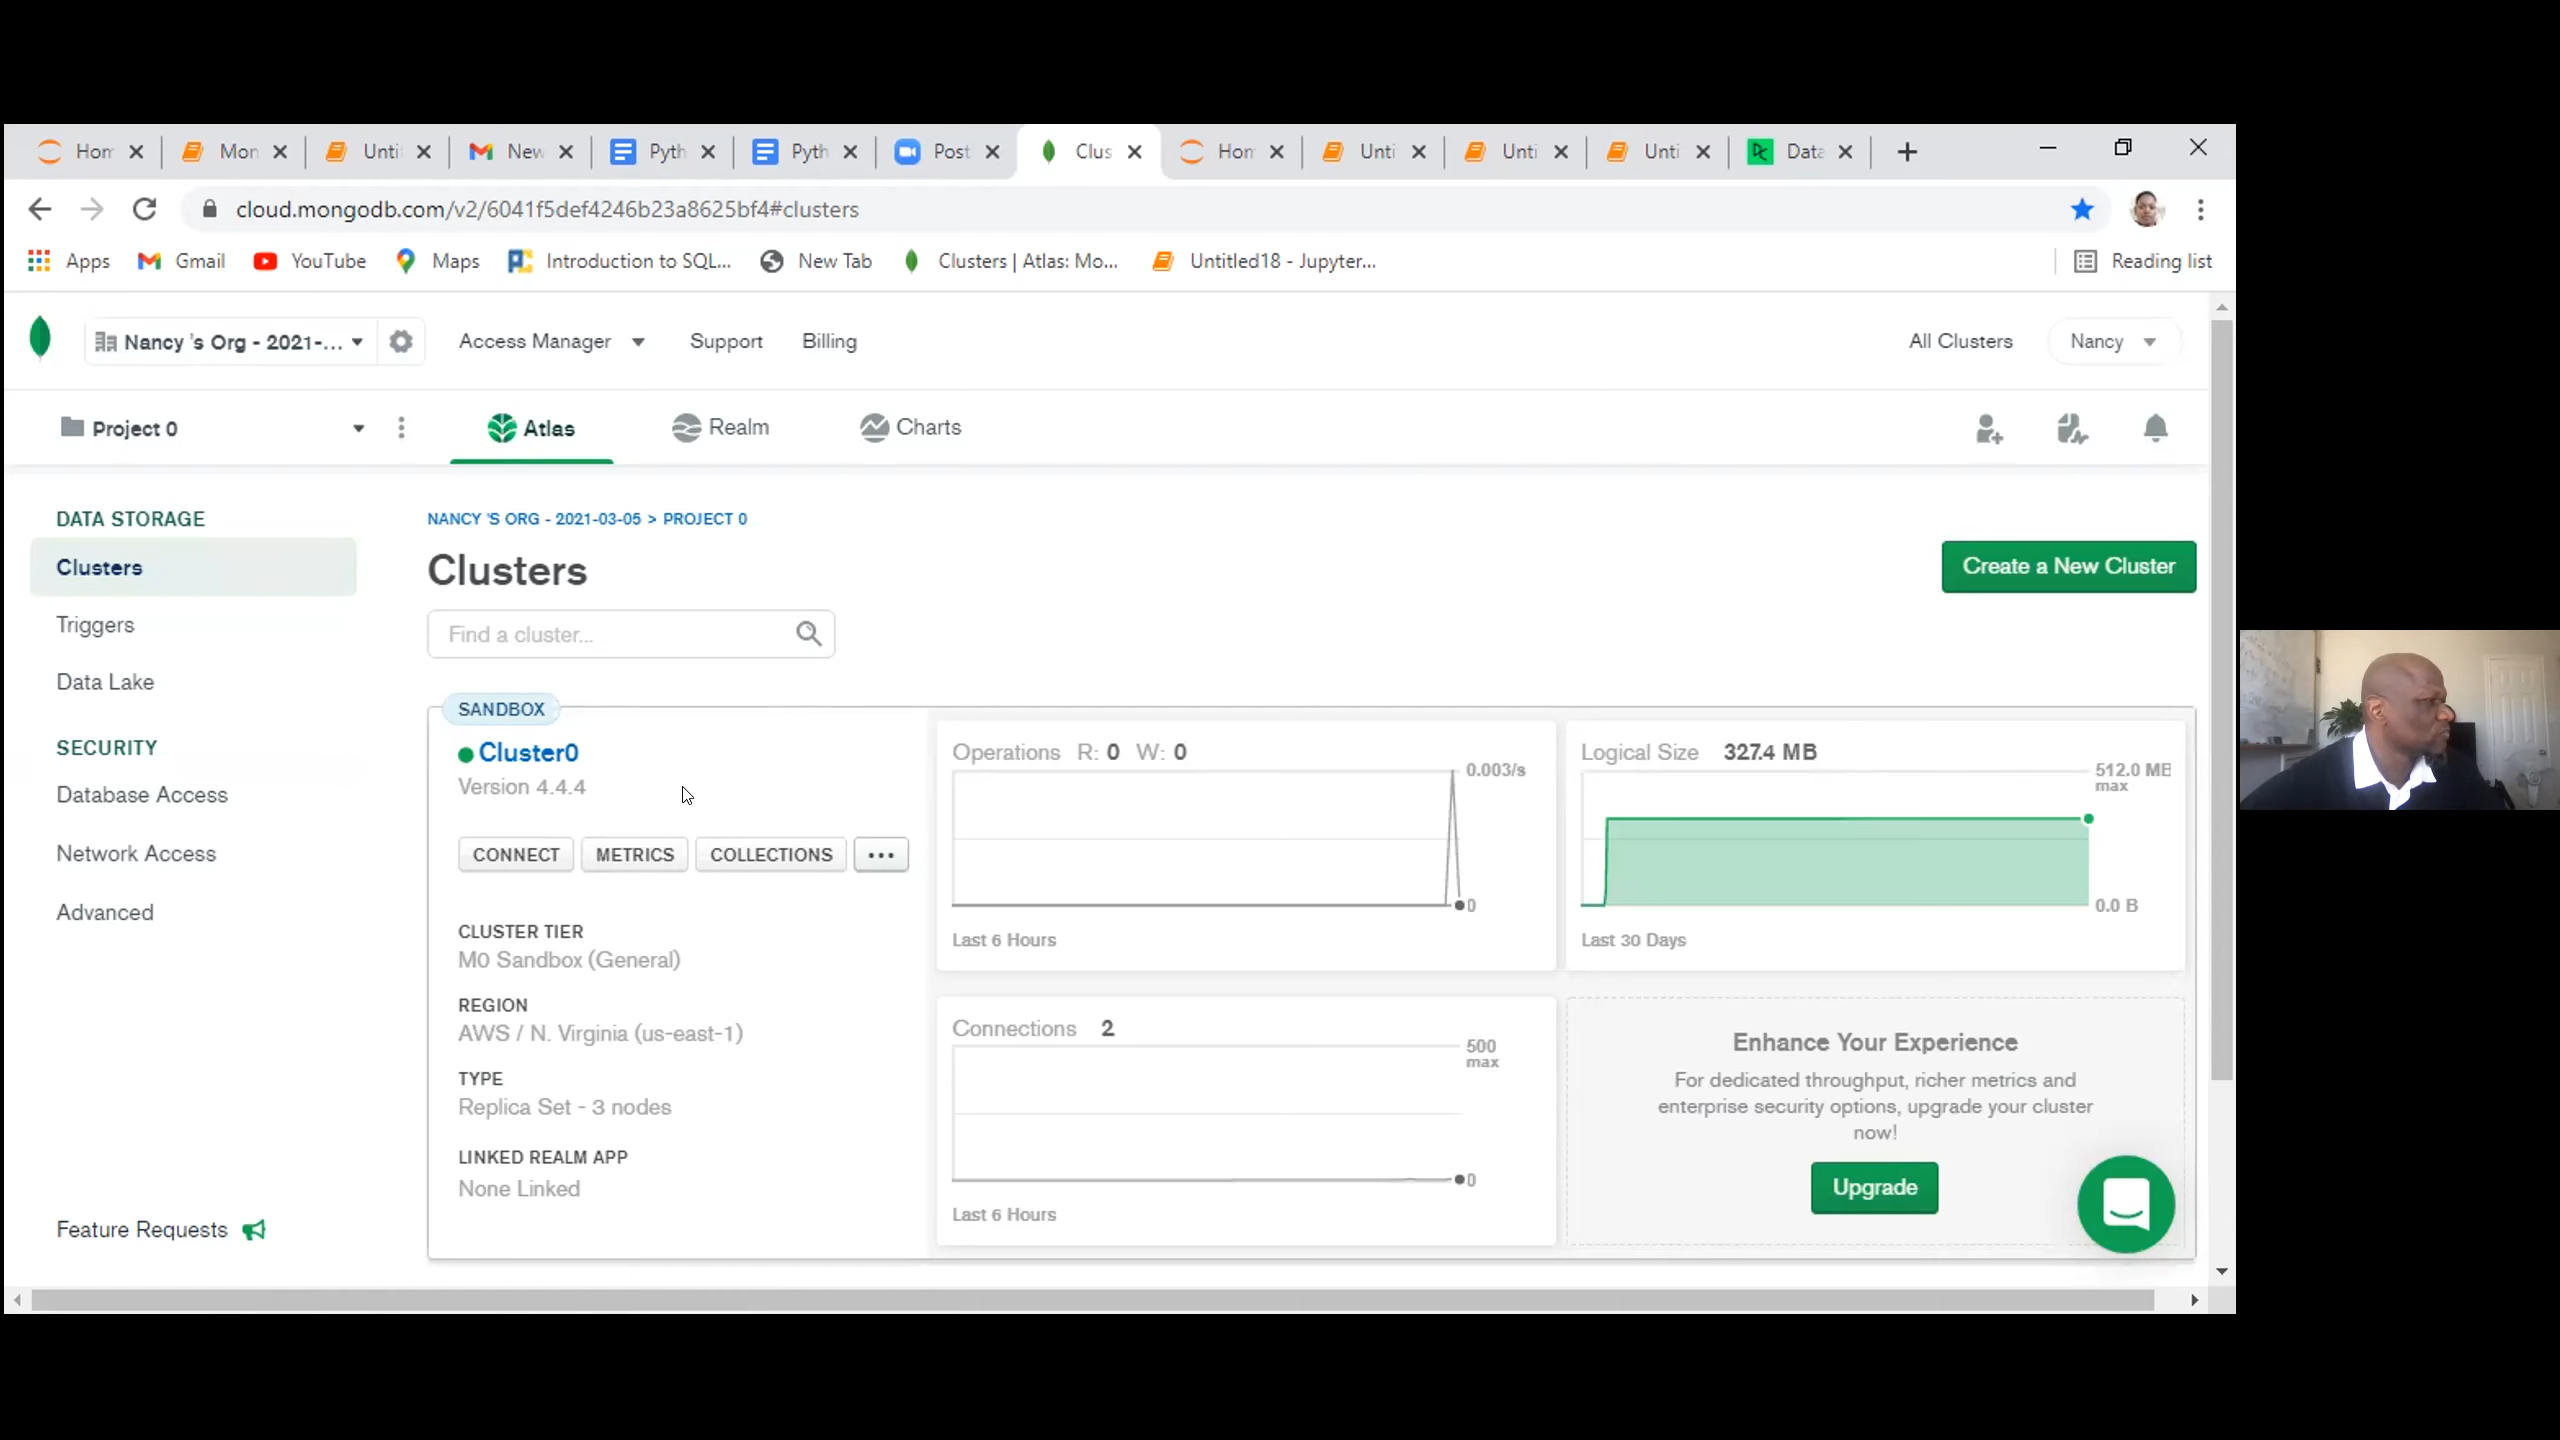 Hom
Mon
Unti
New
Pyth
Pyth
Post
Clus
Hom
Unti
Unti
Unti
Data
cloud.mongodb.com/v2/6041f5def4246b23a8625bf4#clusters
Apps
Gmail
YouTube
Maps
Introduction to SQL...
New Tab
Clusters | Atlas: Mo...
Untitled18 - Jupyter...
Reading list
Nancy 's Org - 2021-...
Access Manager
Support
Billing
All Clusters
Nancy
Project 0
Atlas
Realm
Charts
DATA STORAGE
Clusters
Triggers
Data Lake
SECURITY
Database Access
Network Access
Advanced
Feature Requests
NANCY 'S ORG - 2021-03-05 > PROJECT 0
Clusters
Create a New Cluster
Find a cluster...
SANDBOX
Cluster0
Version 4.4.4
CONNECT
METRICS
COLLECTIONS
...
CLUSTER TIER
M0 Sandbox (General)
REGION
AWS / N. Virginia (us-east-1)
TYPE
Replica Set - 3 nodes
LINKED REALM APP
None Linked
Operations R: 0 W: 0
0.003/s
0
Last 6 Hours
Logical Size 327.4 MB
512.0 MB
max
0.0 B
Last 30 Days
Connections 2
500
max
0
Last 6 Hours
Enhance Your Experience
For dedicated throughput, richer metrics and
enterprise security options, upgrade your cluster
now!
Upgrade